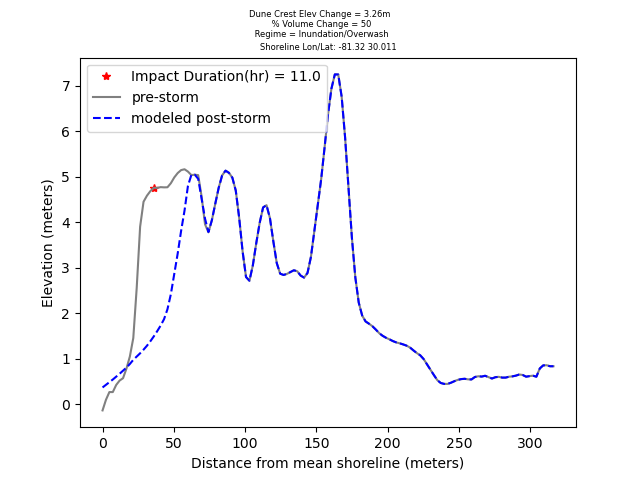 Dune Crest Elev Change = 3.26m
% Volume Change = 50
Regime = Inundation/Overwash
Shoreline Lon/Lat: -81.32 30.011
Impact Duration(hr) = 11.0
pre-storm
modeled post-storm
7
6
5
4
3
2
1
0
Elevation (meters)
0 50 100 150 200 250 300
Distance from mean shoreline (meters)